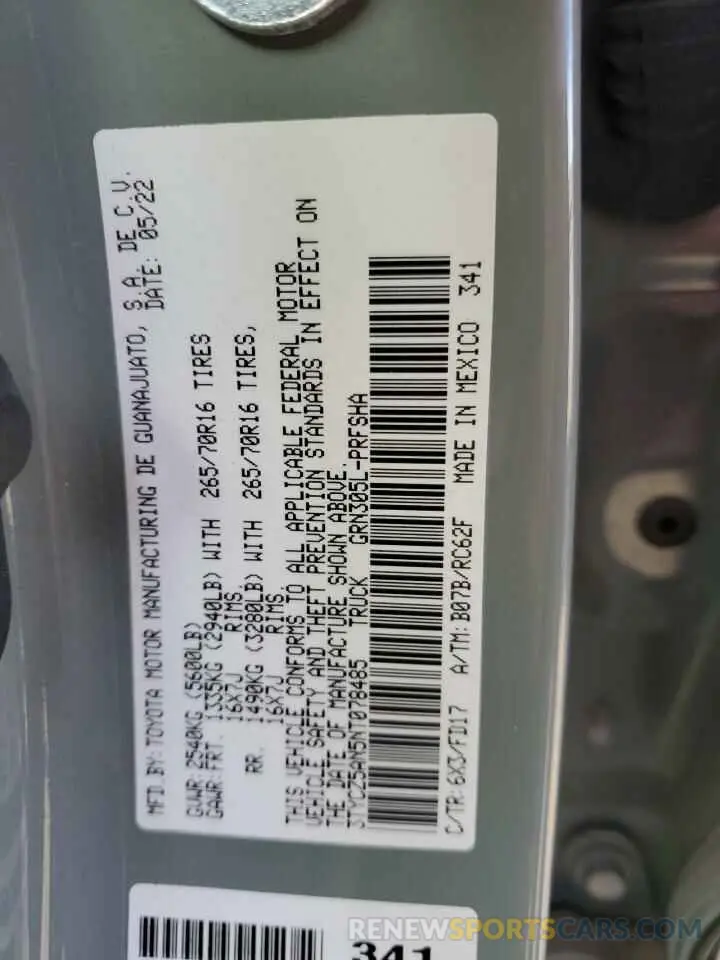 MFD.BY:TOYOTA MOTOR MANUFACTURING DE GUANAJUATO, S.A. DE C.V.
DATE: 05/22
GVWR:2540KG (5600LB)
GAWR:FRT. 1335KG (2940LB) WITH 265/70R16 TIRES
16X7J RIMS.
RR. 1490KG (3280LB) WITH 265/70R16 TIRES,
16X7J RIMS.
THIS VEHICLE CONFORMS TO ALL APPLICABLE FEDERAL MOTOR
VEHICLE SAFETY AND THEFT PREVENTION STANDARDS IN EFFECT ON
THE DATE OF MANUFACTURE SHOWN ABOVE.
3TYCZ5AN5NT078485 TRUCK GRN305L-PRFSHA
C/TR:6X3/FD17 A/TM:B07B/RC62F MADE IN MEXICO 341
341
RENEWSPORTSCARS.COM